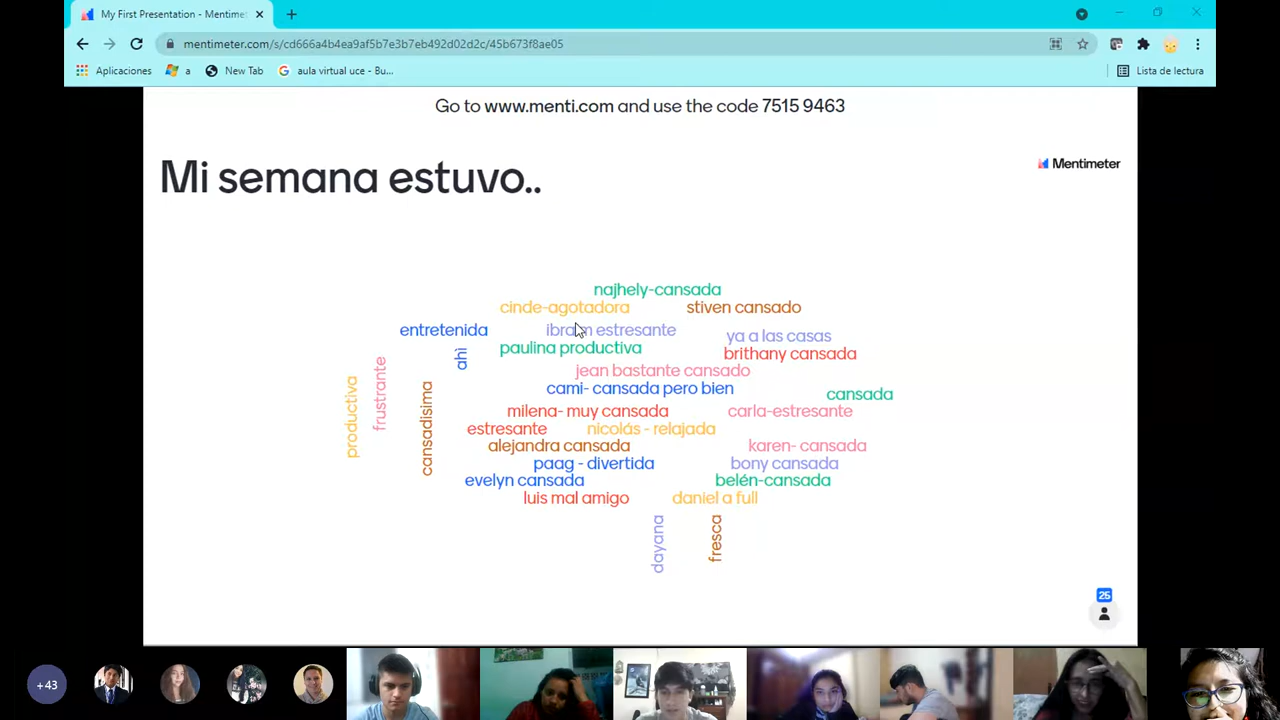 My First Presentation - Mentime
mentimeter.com/s/cd666a4b4ea9af5b7e3b7eb492d02d2c/45b673f8ae05
Aplicaciones
a
New Tab
aula virtual uce - Bu...
Lista de lectura
Go to www.menti.com and use the code 7515 9463
Mi semana estuvo..
Mentimeter
najhely-cansada
cinde-agotadora
stiven cansado
entretenida
ibram estresante
ya a las casas
ahì
paulina productiva
brithany cansada
jean bastante cansado
cami- cansada pero bien
cansada
productiva
frustrante
cansadisima
milena- muy cansada
carla-estresante
estresante
nicolás - relajada
alejandra cansada
karen- cansada
paag - divertida
bony cansada
evelyn cansada
belén-cansada
luis mal amigo
daniel a full
dayana
fresca
25
+43